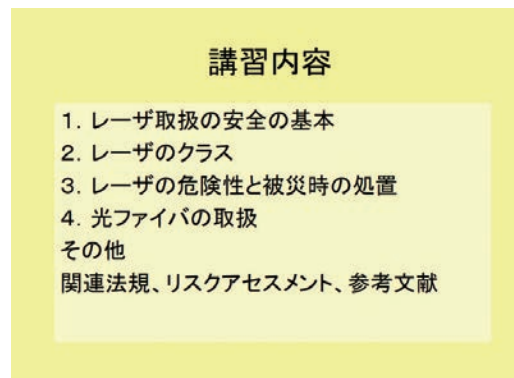 講習内容
1. レーザ取扱の安全の基本
2. レーザのクラス
3. レーザの危険性と被災時の処置
4. 光ファイバの取扱
その他
関連法規、リスクアセスメント、参考文献